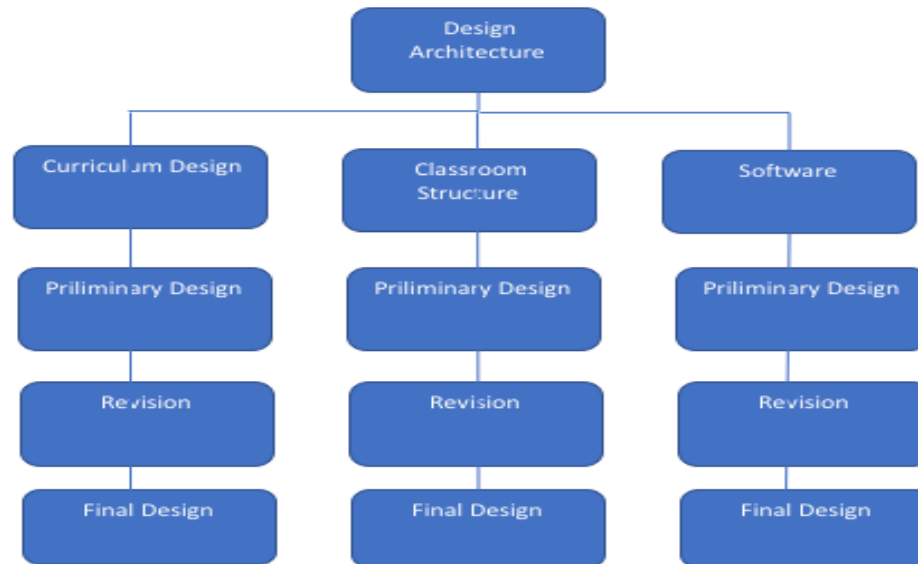 Design
Architecture
Curriculum Design
Classroom
Structure
Software
Priliminary Design
Priliminary Design
Priliminary Design
Revision
Revision
Revision
Final Design
Final Design
Final Design